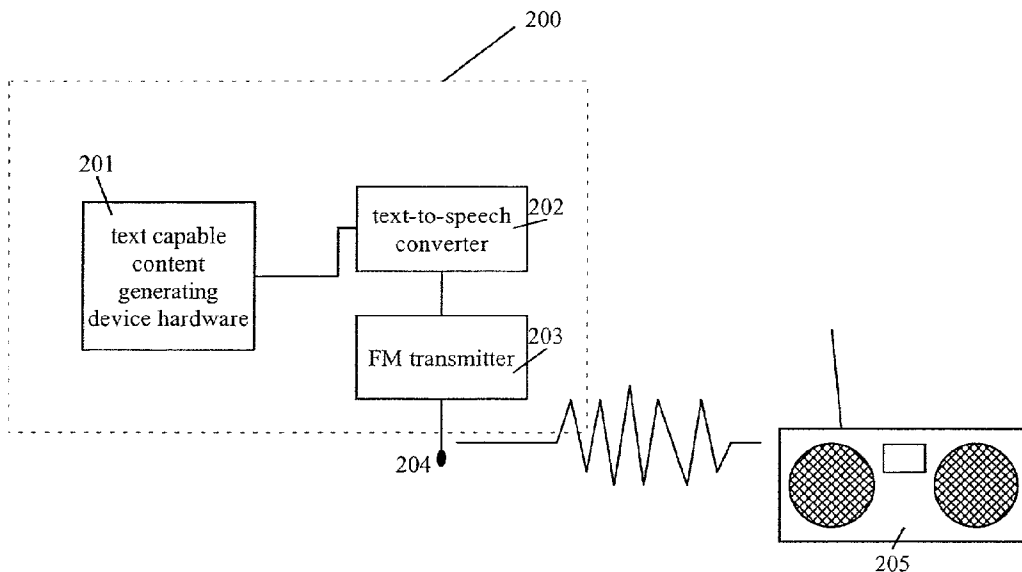 200
201
text capable
content
generating
device hardware
text-to-speech
converter
202
FM transmitter
203
204
205